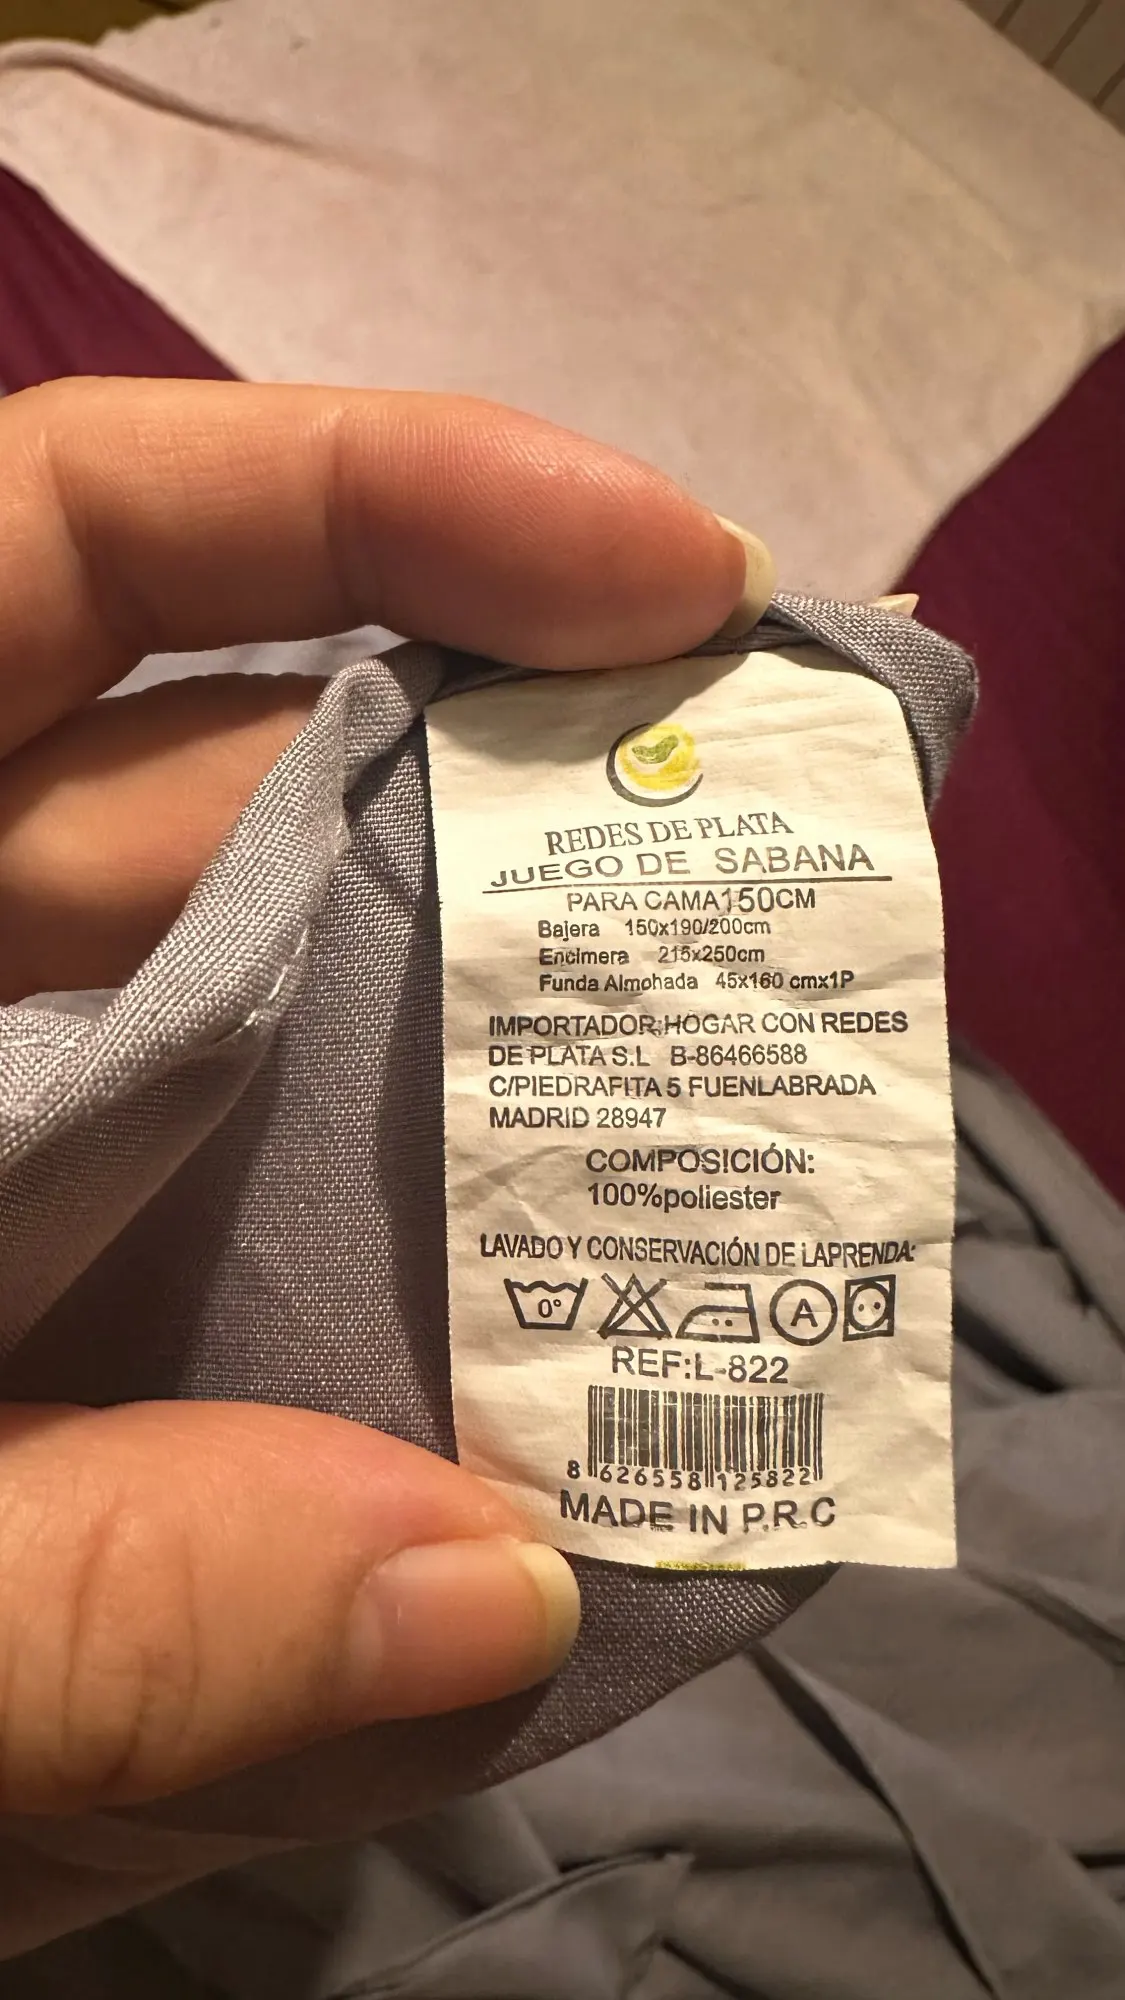 REDES DE PLATA
JUEGO DE SABANA
PARA CAMA150CM
Bajera 150x190/200cm
Encimera 215x250cm
Funda Almohada 45x160 cmx1P
IMPORTADOR:HOGAR CON REDES
DE PLATA S.L B-86466588
C/PIEDRAFITA 5 FUENLABRADA
MADRID 28947
COMPOSICIÓN:
100%poliester
LAVADO Y CONSERVACIÓN DE LAPRENDA:
0° A
REF:L-822
8 626558 125822
MADE IN P.R.C